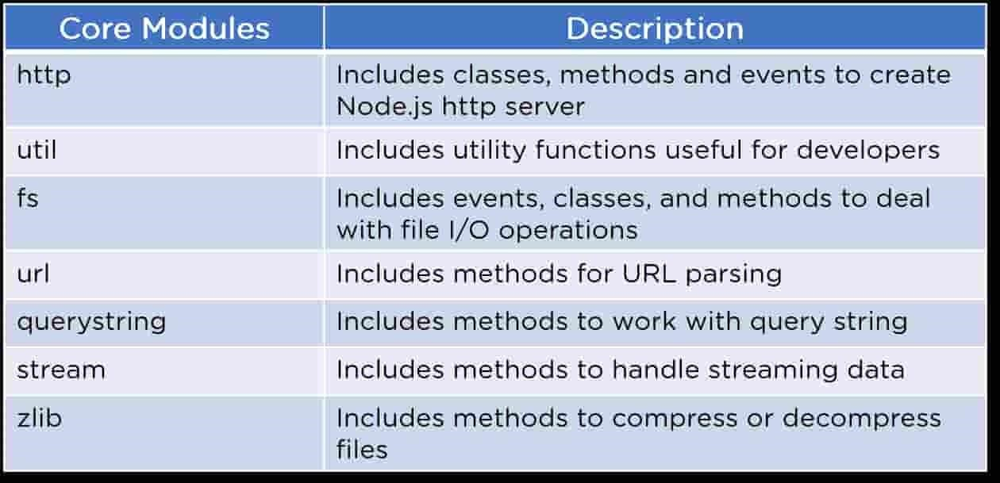 Core Modules
Description
http
Includes classes, methods and events to create
Node.js http server
util
Includes utility functions useful for developers
fs
Includes events, classes, and methods to deal
with file I/O operations
url
Includes methods for URL parsing
querystring
Includes methods to work with query string
stream
Includes methods to handle streaming data
zlib
Includes methods to compress or decompress
files